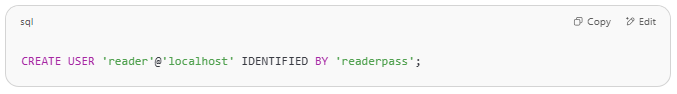 sql
Copy
Edit
CREATE USER 'reader'@'localhost' IDENTIFIED BY 'readerpass';